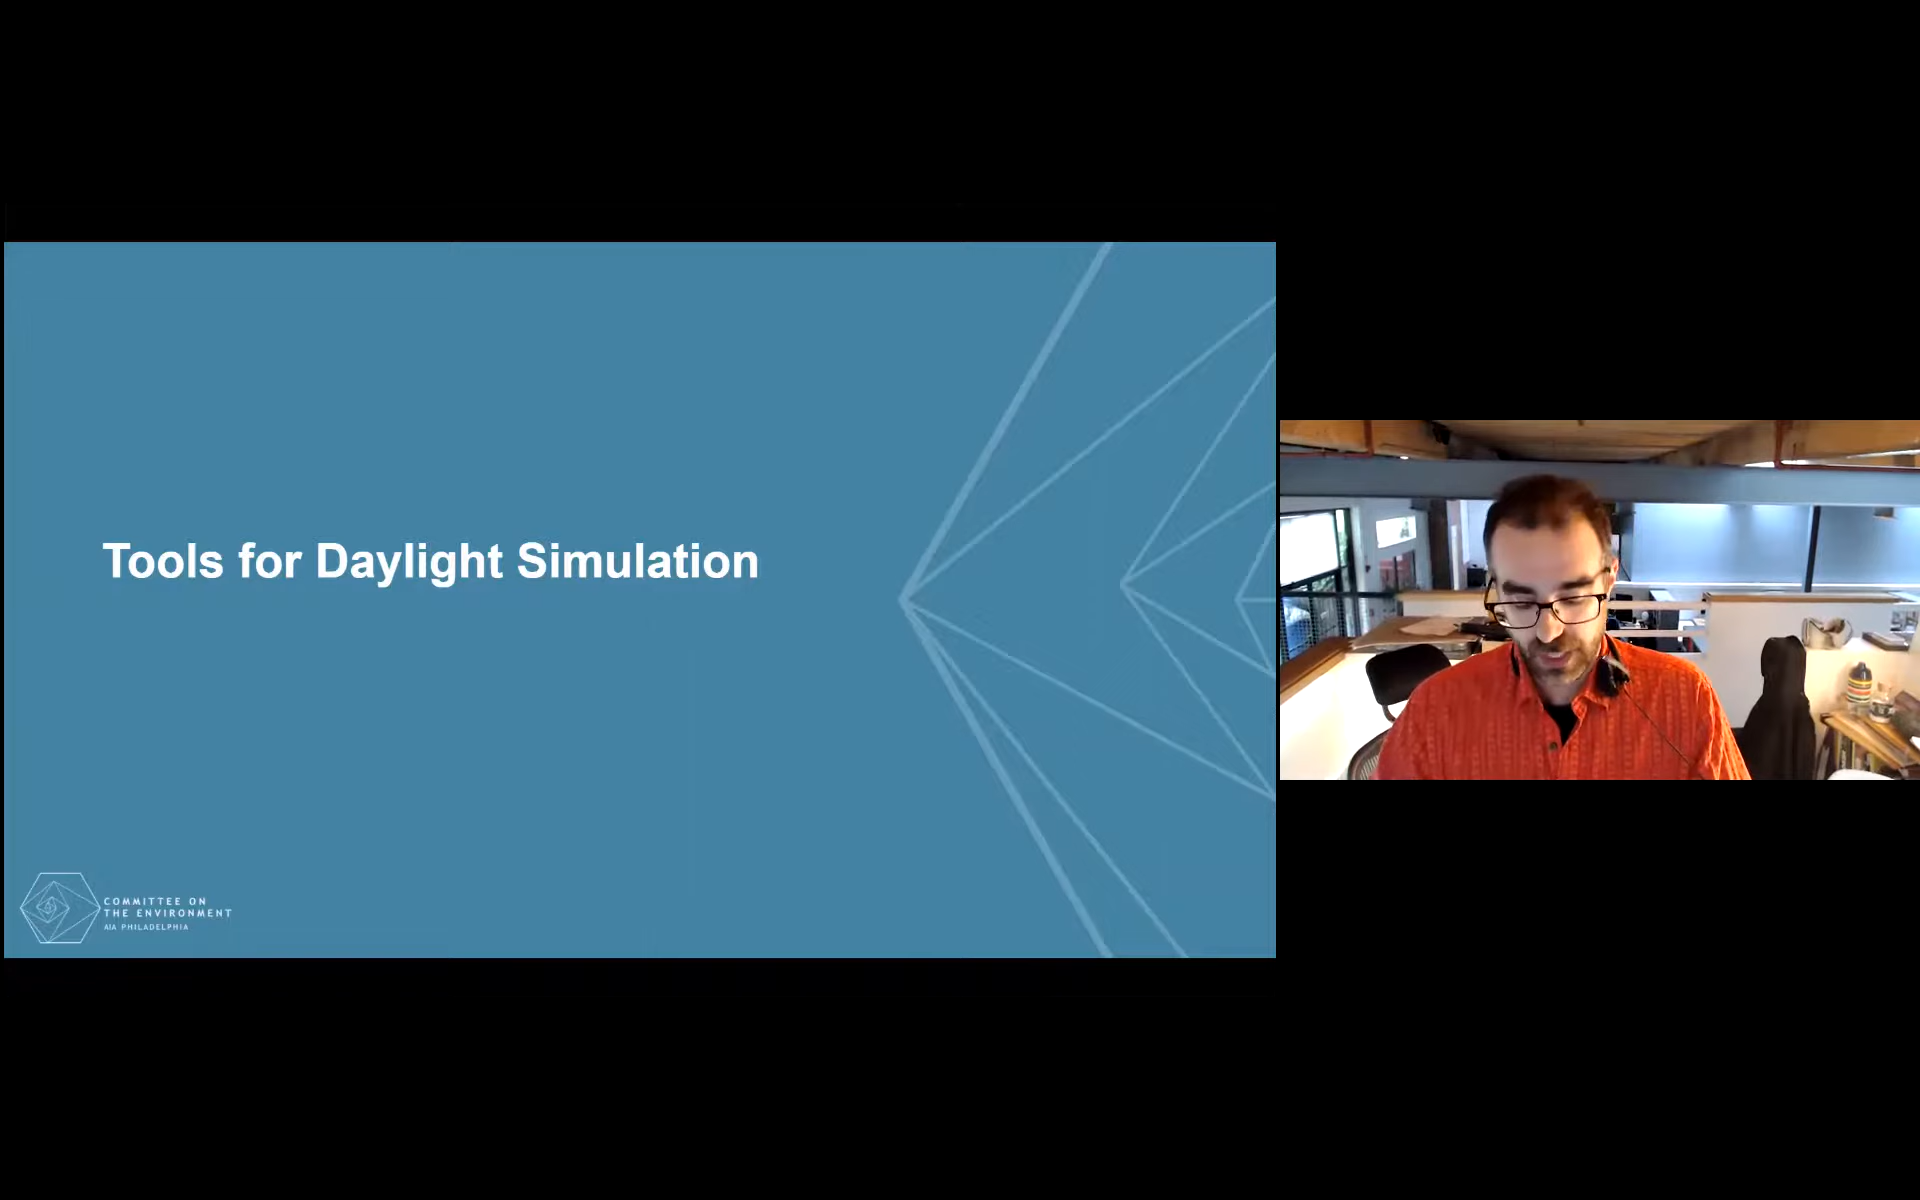 Tools for Daylight Simulation
COMMITTEE ON
THE ENVIRONMENT
AIA PHILADELPHIA